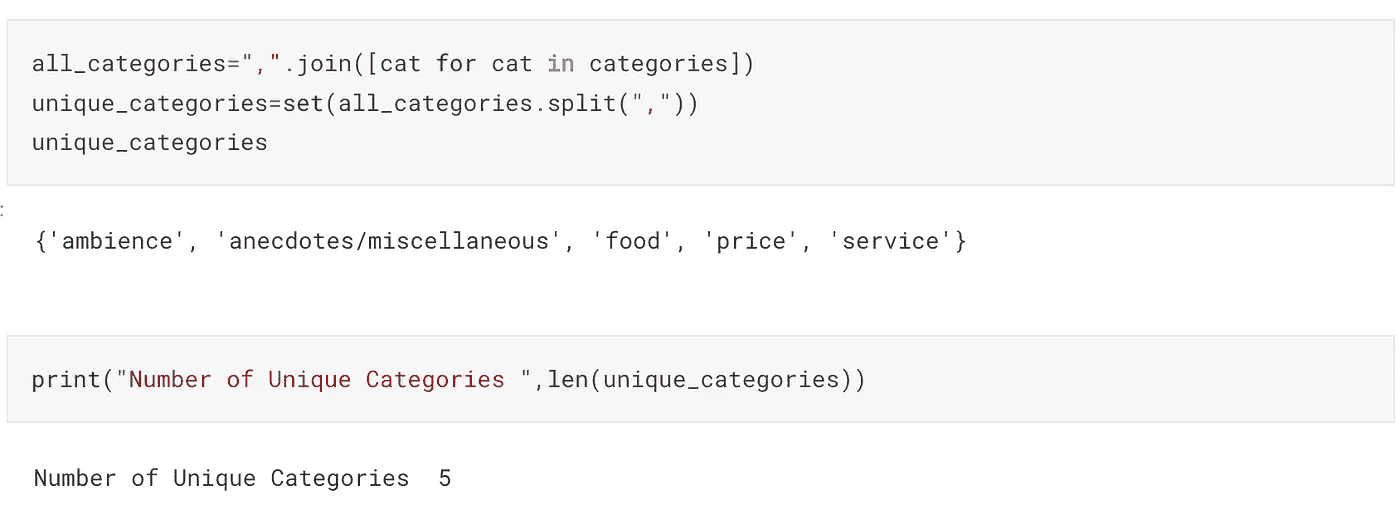 all_categories=",".join([cat for cat in categories])
unique_categories=set(all_categories.split(","))
unique_categories
:
{'ambience', 'anecdotes/miscellaneous', 'food', 'price', 'service'}
print("Number of Unique Categories ",len(unique_categories))
Number of Unique Categories  5